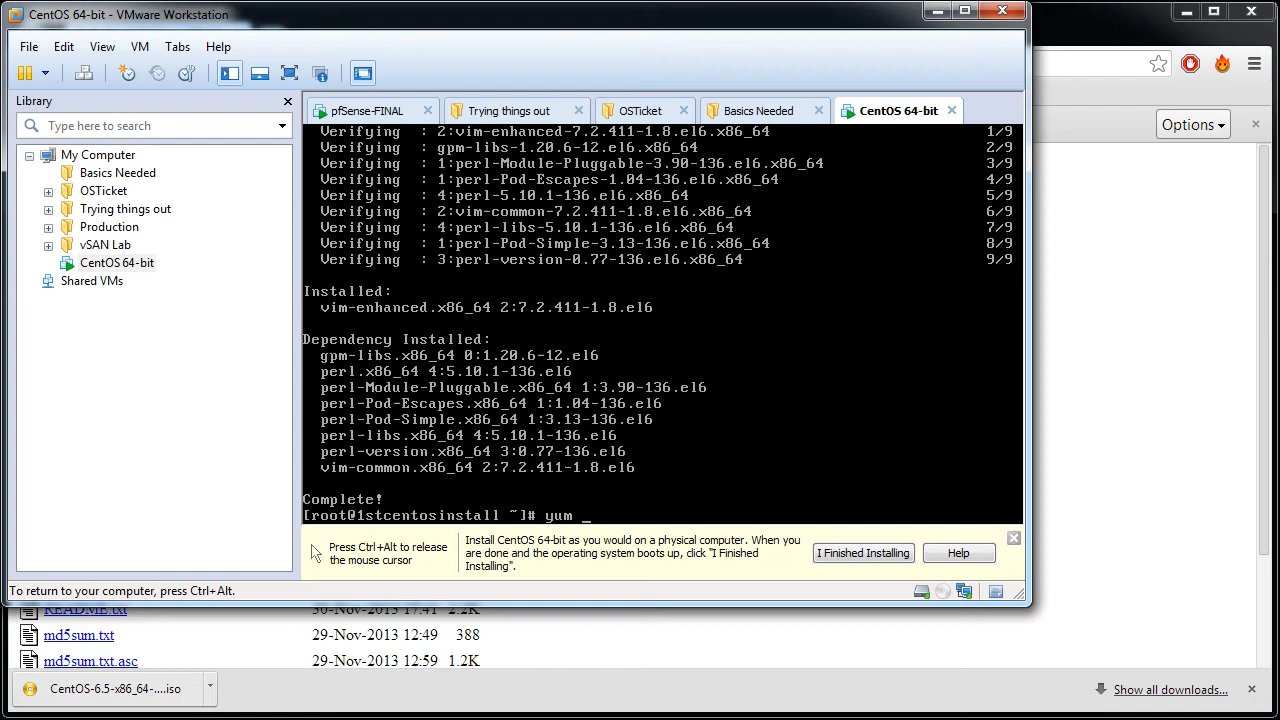 CentOS 64-bit - VMware Workstation
File Edit View VM Tabs Help
Library
Type here to search
My Computer
Basics Needed
OSTicket
Trying things out
Production
vSAN Lab
CentOS 64-bit
Shared VMs
pfSense-FINAL Trying things out OSTicket Basics Needed CentOS 64-bit
Verifying : 2:vim-enhanced-7.2.411-1.8.el6.x86_64 1/9
Verifying : gpm-libs-1.20.6-12.el6.x86_64 2/9
Verifying : 1:perl-Module-Pluggable-3.90-136.el6.x86_64 3/9
Verifying : 1:perl-Pod-Escapes-1.04-136.el6.x86_64 4/9
Verifying : 4:perl-5.10.1-136.el6.x86_64 5/9
Verifying : 2:vim-common-7.2.411-1.8.el6.x86_64 6/9
Verifying : 4:perl-libs-5.10.1-136.el6.x86_64 7/9
Verifying : 1:perl-Pod-Simple-3.13-136.el6.x86_64 8/9
Verifying : 3:perl-version-0.77-136.el6.x86_64 9/9
Installed:
vim-enhanced.x86_64 2:7.2.411-1.8.el6
Dependency Installed:
gpm-libs.x86_64 0:1.20.6-12.el6
perl.x86_64 4:5.10.1-136.el6
perl-Module-Pluggable.x86_64 1:3.90-136.el6
perl-Pod-Escapes.x86_64 1:1.04-136.el6
perl-Pod-Simple.x86_64 1:3.13-136.el6
perl-libs.x86_64 4:5.10.1-136.el6
perl-version.x86_64 3:0.77-136.el6
vim-common.x86_64 2:7.2.411-1.8.el6
Complete!
[root@1stcentosinstall ~]# yum _
Press Ctrl+Alt to release
the mouse cursor
Install CentOS 64-bit as you would on a physical computer. When you
are done and the operating system boots up, click "I Finished
Installing".
I Finished Installing
Help
To return to your computer, press Ctrl+Alt.
Options
README.txt 30-Nov-2013 17:41 2.2K
md5sum.txt 29-Nov-2013 12:49 388
md5sum.txt.asc 29-Nov-2013 12:59 1.2K
CentOS-6.5-x86_64-....iso
Show all downloads...